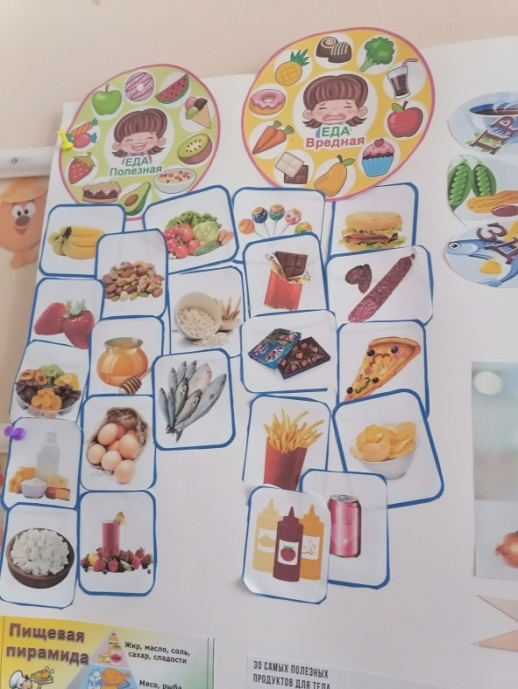 ЕДА
Полезная
ЕДА
Вредная
Пищевая
пирамида
Жир, масло, соль,
сахар, сладости
Мясо, рыба
30 САМЫХ ПОЛЕЗНЫХ
ПРОДУКТОВ ДЛЯ ТЕЛА